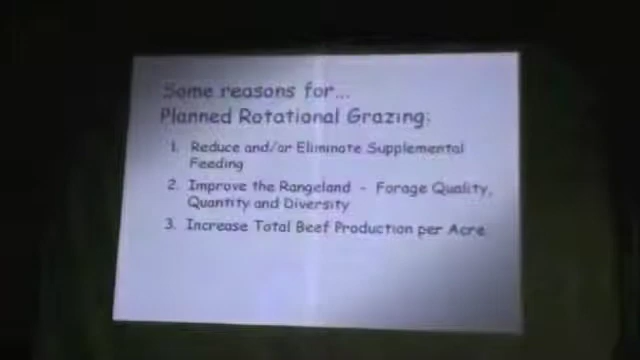 Some reasons for...
Planned Rotational Grazing:
1. Reduce and/or Eliminate Supplemental
Feeding
2. Improve the Rangeland - Forage Quality,
Quantity and Diversity
3. Increase Total Beef Production per Acre